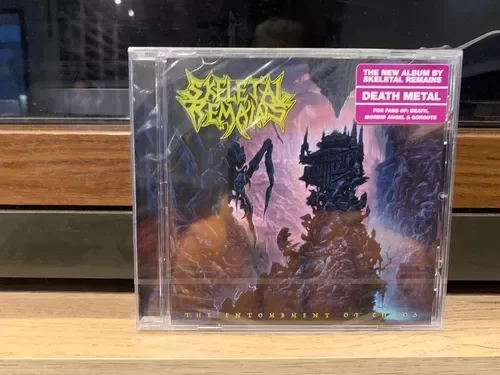 SKELETAL
REMAINS
THE NEW ALBUM BY
SKELETAL REMAINS
DEATH METAL
FOR FANS OF: DEATH,
MORBID ANGEL & GORGUTS
THE ENTOMBMENT OF CHAOS